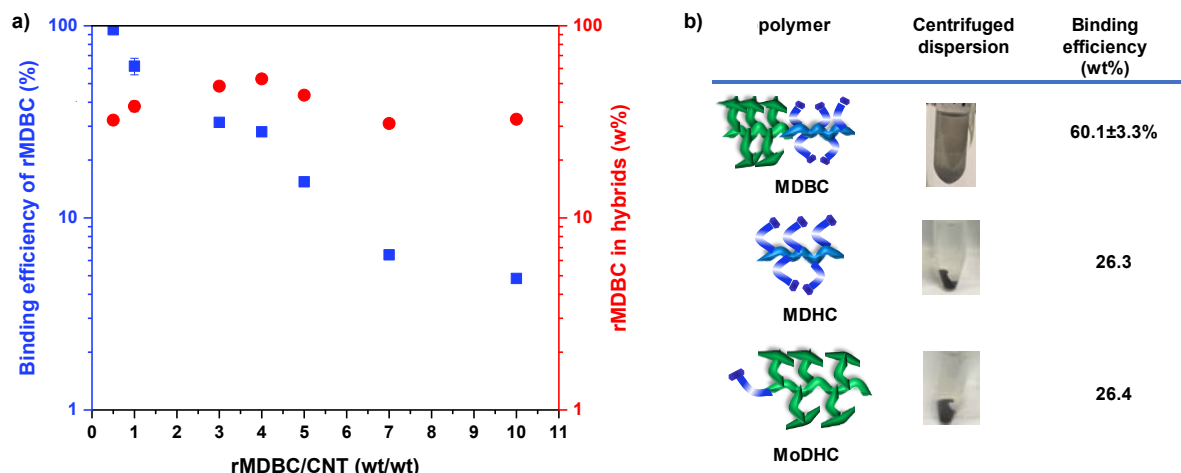 a)
Binding efficiency of rMDBC (%)
100
10
1
0 1 2 3 4 5 6 7 8 9 10 11
rMDBC/CNT (wt/wt)
100
10
1
rMDBC in hybrids (w%)
b)
polymer
Centrifuged
dispersion
Binding
efficiency
(wt%)
MDBC
60.1±3.3%
MDHC
26.3
MoDHC
26.4